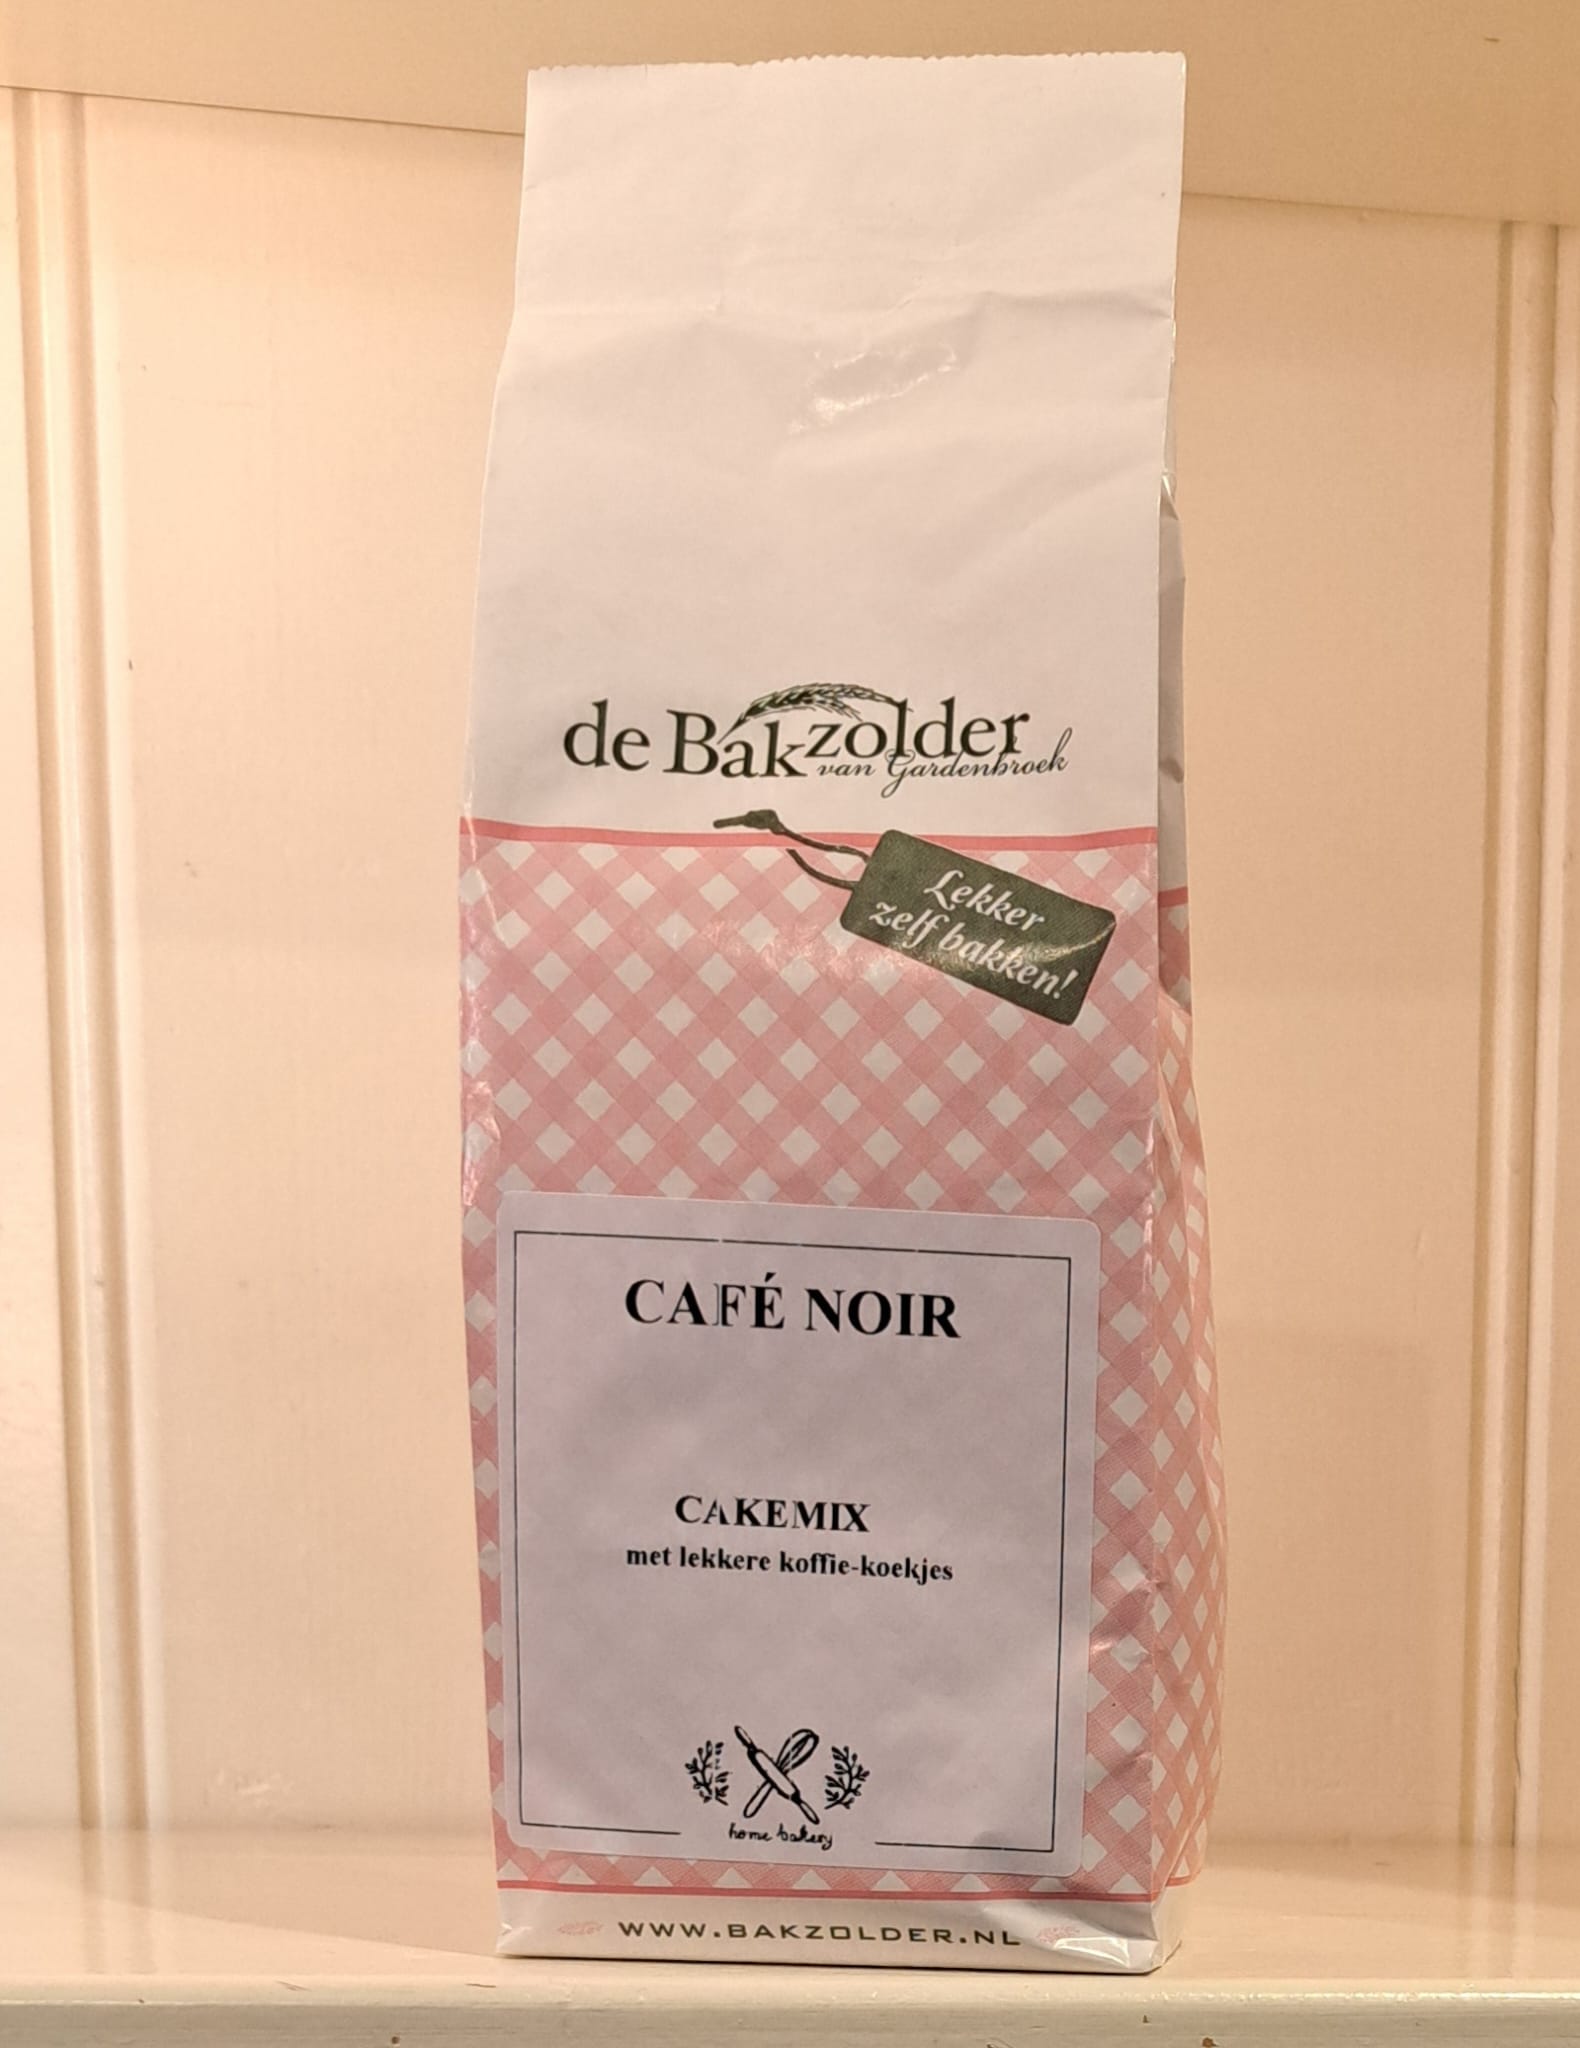 de Bakzolder
van Gardenbroek
Lekker
zelf bakken!
CAFÉ NOIR
CAKEMIX
met lekkere koffie-koekjes
home bakery
WWW.BAKZOLDER.NL